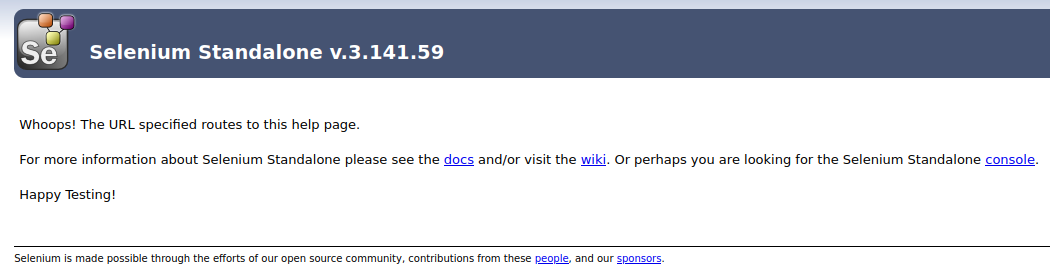 Se
Selenium Standalone v.3.141.59
Whoops! The URL specified routes to this help page.
For more information about Selenium Standalone please see the docs and/or visit the wiki. Or perhaps you are looking for the Selenium Standalone console.
Happy Testing!
Selenium is made possible through the efforts of our open source community, contributions from these people, and our sponsors.